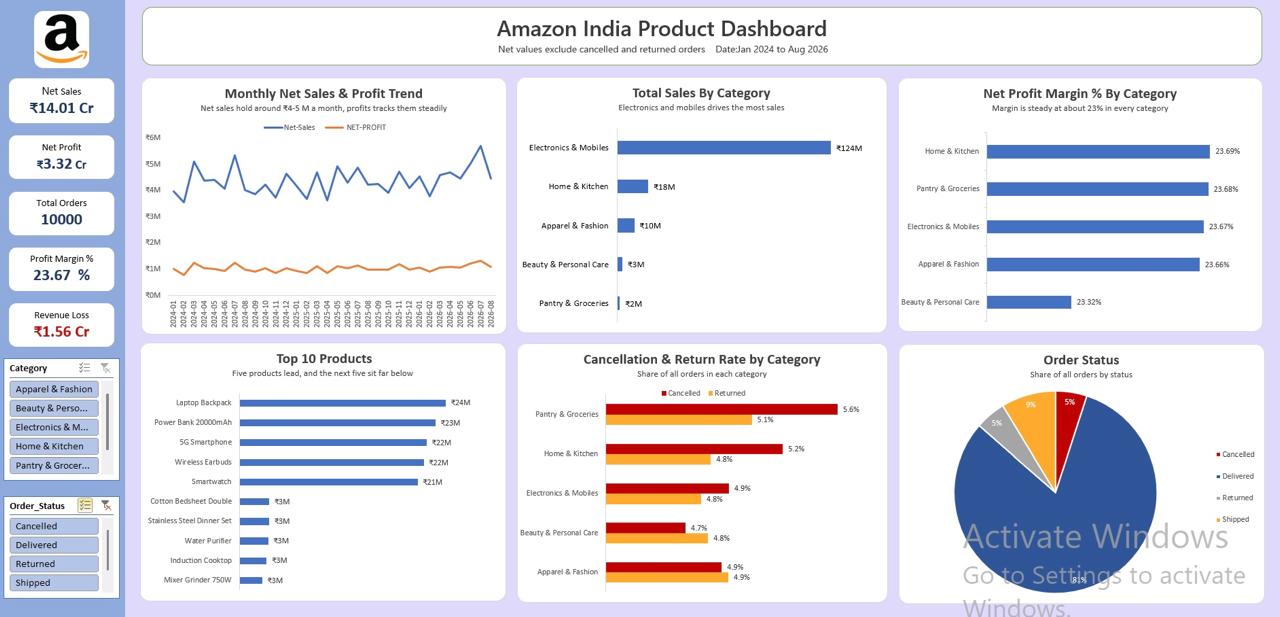 Amazon India Product Dashboard
Net values exclude cancelled and returned orders Date:Jan 2024 to Aug 2026
a
Net Sales
₹14.01 Cr
Net Profit
₹3.32 Cr
Total Orders
10000
Profit Margin %
23.67 %
Revenue Loss
₹1.56 Cr
Category
Apparel & Fashion
Beauty & Perso...
Electronics & M...
Home & Kitchen
Pantry & Grocer...
Order_Status
Cancelled
Delivered
Returned
Shipped
Monthly Net Sales & Profit Trend
Net sales hold around ₹4-5 M a month, profits tracks them steadily
Net-Sales NET-PROFIT
₹6M
₹5M
₹4M
₹3M
₹2M
₹1M
₹0M
2024-01 2024-02 2024-03 2024-04 2024-05 2024-06 2024-07 2024-08 2024-09 2024-10 2024-11 2024-12 2025-01 2025-02 2025-03 2025-04 2025-05 2025-06 2025-07 2025-08 2025-09 2025-10 2025-11 2025-12 2026-01 2026-02 2026-03 2026-04 2026-05 2026-06 2026-07 2026-08
Total Sales By Category
Electronics and mobiles drives the most sales
Electronics & Mobiles ₹124M
Home & Kitchen ₹18M
Apparel & Fashion ₹10M
Beauty & Personal Care ₹3M
Pantry & Groceries ₹2M
Net Profit Margin % By Category
Margin is steady at about 23% in every category
Home & Kitchen 23.69%
Pantry & Groceries 23.68%
Electronics & Mobiles 23.67%
Apparel & Fashion 23.66%
Beauty & Personal Care 23.32%
Top 10 Products
Five products lead, and the next five sit far below
Laptop Backpack ₹24M
Power Bank 20000mAh ₹23M
5G Smartphone ₹22M
Wireless Earbuds ₹22M
Smartwatch ₹21M
Cotton Bedsheet Double ₹3M
Stainless Steel Dinner Set ₹3M
Water Purifier ₹3M
Induction Cooktop ₹3M
Mixer Grinder 750W ₹3M
Cancellation & Return Rate by Category
Share of all orders in each category
Cancelled Returned
Pantry & Groceries 5.6%
5.1%
Home & Kitchen 5.2%
4.8%
Electronics & Mobiles 4.9%
4.8%
Beauty & Personal Care 4.7%
4.8%
Apparel & Fashion 4.9%
4.9%
Order Status
Share of all orders by status
9% 5%
5%
81%
Cancelled
Delivered
Returned
Shipped
Activate Windows
Go to Settings to activate
Windows.